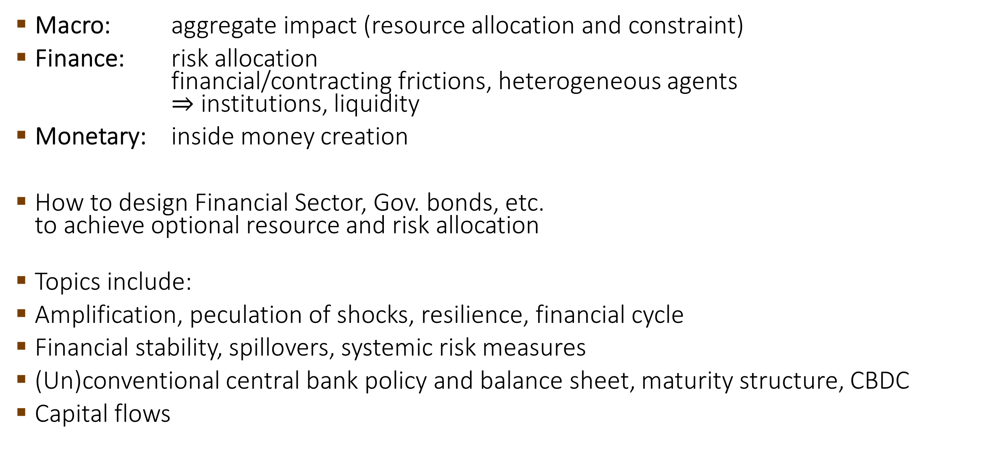 ▪ Macro: aggregate impact (resource allocation and constraint)
▪ Finance: risk allocation
financial/contracting frictions, heterogeneous agents
⇒ institutions, liquidity
▪ Monetary: inside money creation
▪ How to design Financial Sector, Gov. bonds, etc.
to achieve optional resource and risk allocation
▪ Topics include:
▪ Amplification, peculation of shocks, resilience, financial cycle
▪ Financial stability, spillovers, systemic risk measures
▪ (Un)conventional central bank policy and balance sheet, maturity structure, CBDC
▪ Capital flows